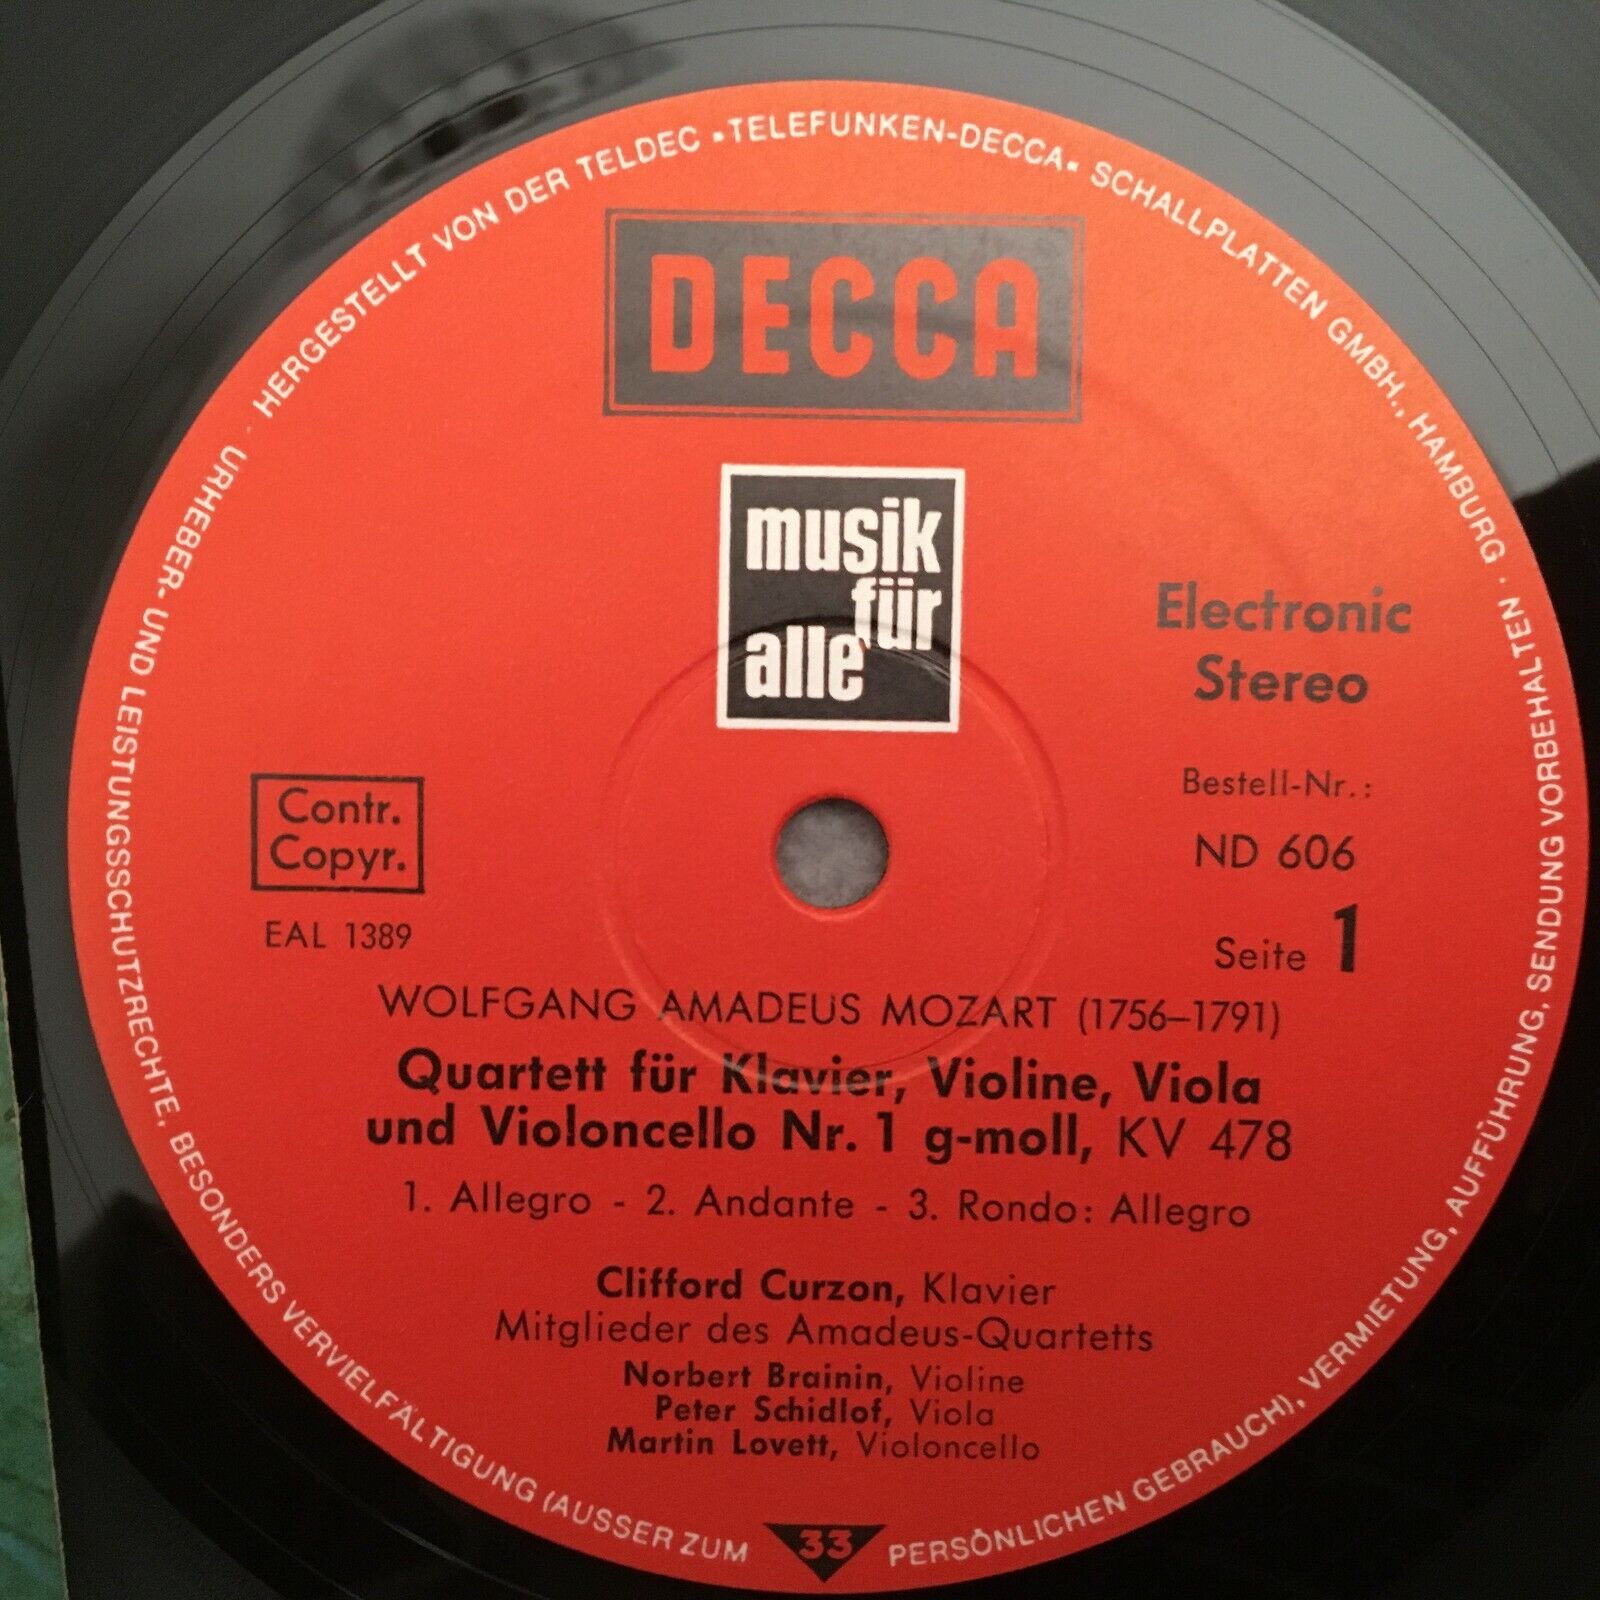 HERGESTELLT VON DER TELDEC •TELEFUNKEN-DECCA• SCHALLPLATTEN GMBH., HAMBURG · URHEBER- UND LEISTUNGSSCHUTZRECHTE, BESONDERS VERVIELFÄLTIGUNG (AUSSER ZUM PERSÖNLICHEN GEBRAUCH), VERMIETUNG, AUFFÜHRUNG, SENDUNG VORBEHALTEN ·
DECCA
musik
für
alle
Electronic
Stereo
Bestell-Nr.:
ND 606
Seite 1
Contr.
Copyr.
EAL 1389
WOLFGANG AMADEUS MOZART (1756–1791)
Quartett für Klavier, Violine, Viola
und Violoncello Nr. 1 g-moll, KV 478
1. Allegro - 2. Andante - 3. Rondo: Allegro
Clifford Curzon, Klavier
Mitglieder des Amadeus-Quartetts
Norbert Brainin, Violine
Peter Schidlof, Viola
Martin Lovett, Violoncello
33